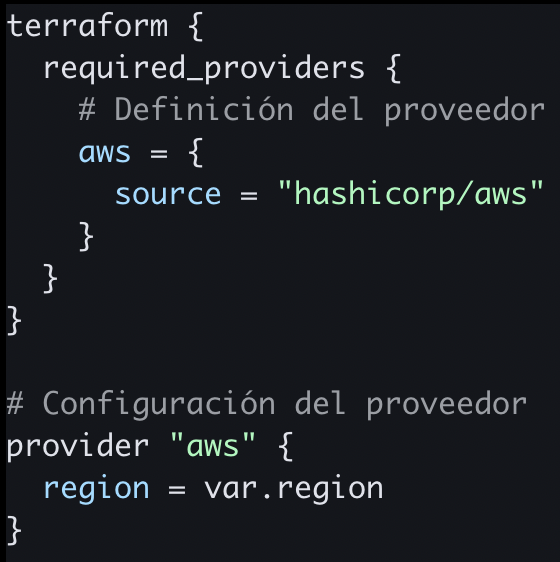 terraform {
  required_providers {
    # Definición del proveedor
    aws = {
      source = "hashicorp/aws"
    }
  }
}

# Configuración del proveedor
provider "aws" {
  region = var.region
}